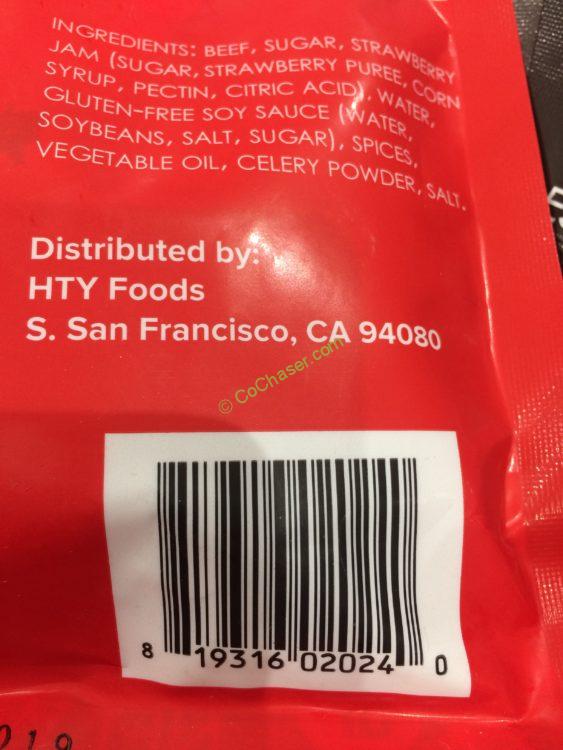 INGREDIENTS: BEEF, SUGAR, STRAWBERRY
JAM (SUGAR, STRAWBERRY PUREE, CORN
SYRUP, PECTIN, CITRIC ACID), WATER,
GLUTEN-FREE SOY SAUCE (WATER,
SOYBEANS, SALT, SUGAR), SPICES,
VEGETABLE OIL, CELERY POWDER, SALT.
Distributed by:
HTY Foods
S. San Francisco, CA 94080
© CoChaser.com
8 19316 02024 0